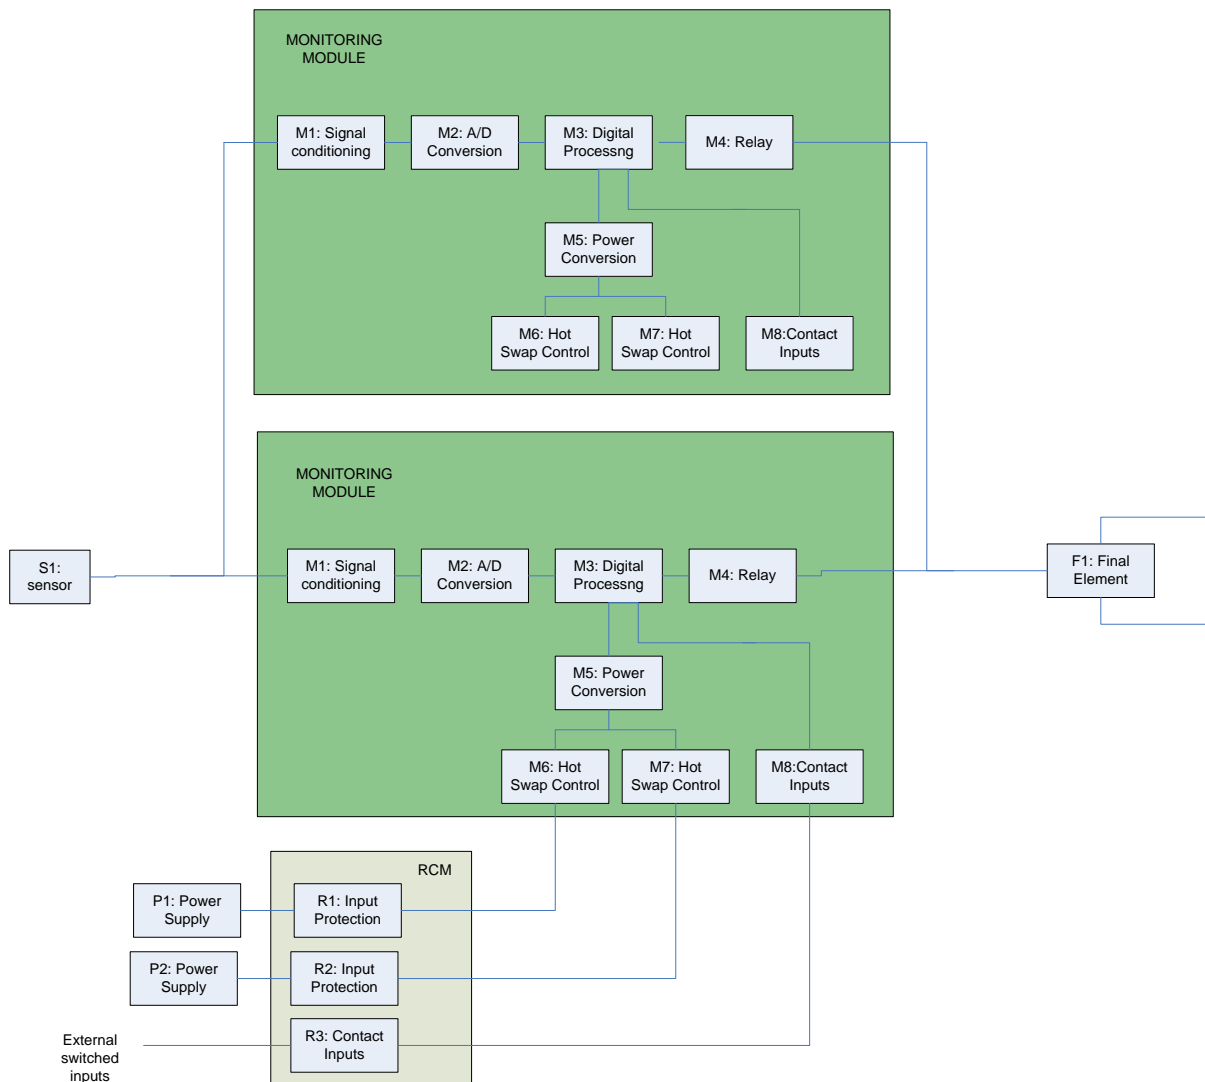 MONITORING
MODULE
M1: Signal
conditioning
M2: A/D
Conversion
M3: Digital
Processng
M4: Relay
M5: Power
Conversion
M6: Hot
Swap Control
M7: Hot
Swap Control
M8:Contact
Inputs
MONITORING
MODULE
S1:
sensor
M1: Signal
conditioning
M2: A/D
Conversion
M3: Digital
Processng
M4: Relay
F1: Final
Element
M5: Power
Conversion
M6: Hot
Swap Control
M7: Hot
Swap Control
M8:Contact
Inputs
RCM
P1: Power
Supply
R1: Input
Protection
P2: Power
Supply
R2: Input
Protection
External
switched
inputs
R3: Contact
Inputs